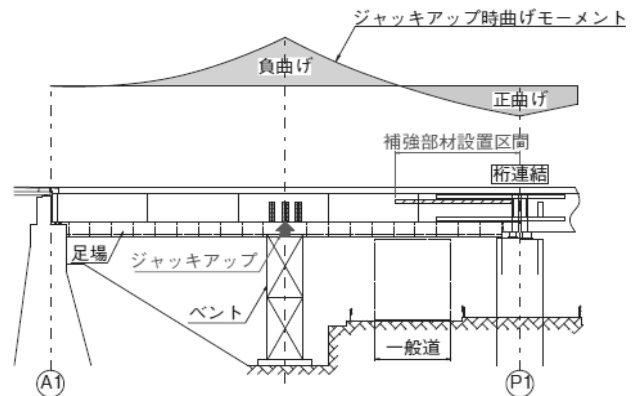 ジャッキアップ時曲げモーメント
負曲げ
正曲げ
補強部材設置区間
桁連結
足場
ジャッキアップ
ベント
一般道
A1
P1